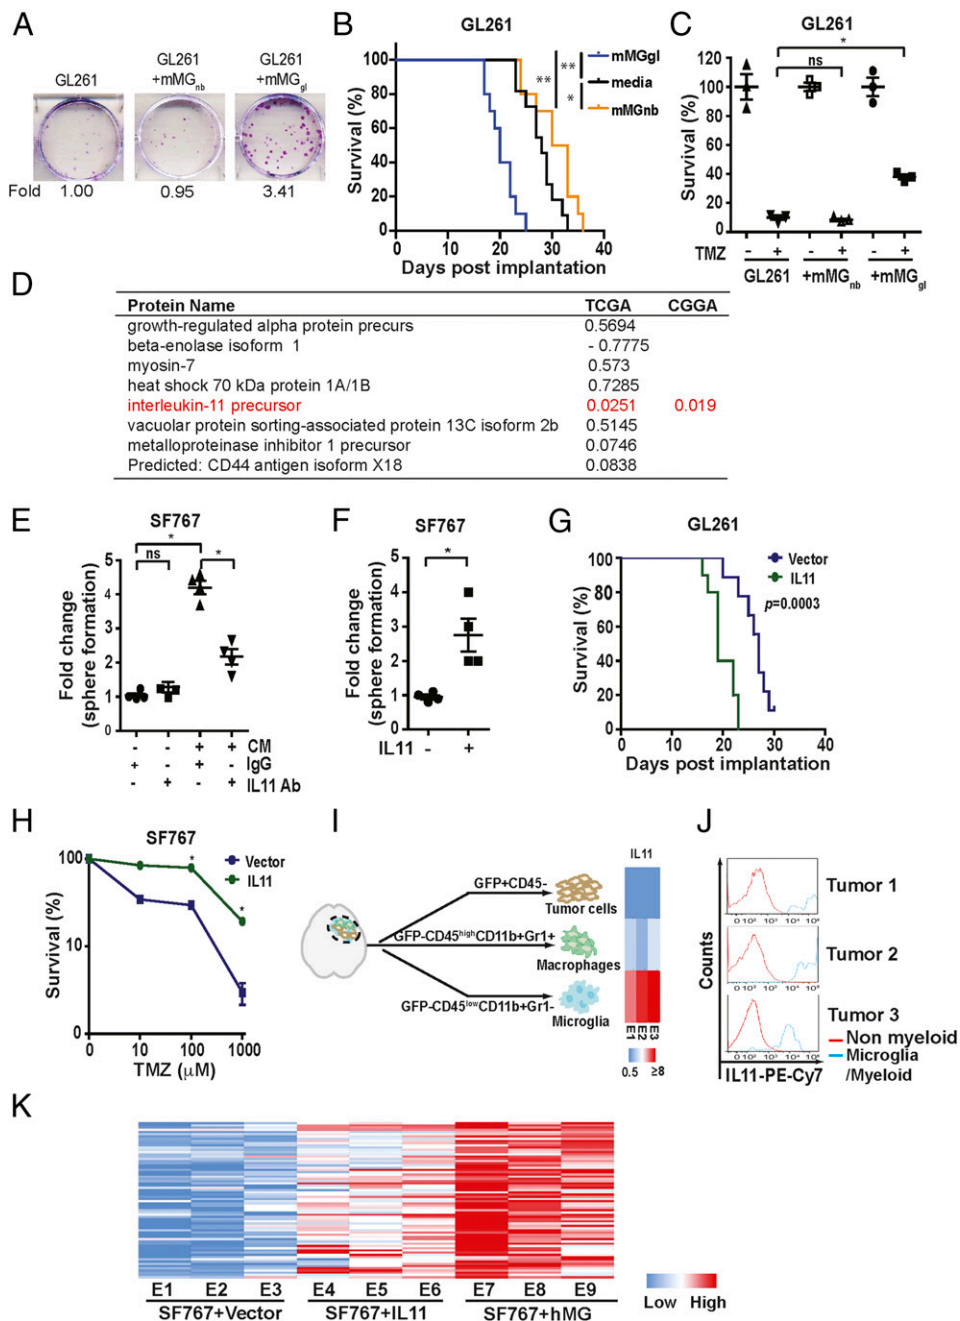 A
GL261
GL261
+mMGnb
GL261
+mMGgl
Fold 1.00 0.95 3.41
B
GL261
Survival (%)
100
80
60
40
20
0
0 10 20 30 40
Days post implantation
mMGgl
media
mMGnb
**
**
*
C
GL261
Survival (%)
120
100
80
60
40
20
0
*
ns
TMZ - + - + - +
GL261 +mMGnb +mMGgl
D
Protein Name TCGA CGGA
growth-regulated alpha protein precurs 0.5694
beta-enolase isoform 1 - 0.7775
myosin-7 0.573
heat shock 70 kDa protein 1A/1B 0.7285
interleukin-11 precursor 0.0251 0.019
vacuolar protein sorting-associated protein 13C isoform 2b 0.5145
metalloproteinase inhibitor 1 precursor 0.0746
Predicted: CD44 antigen isoform X18 0.0838
E
SF767
Fold change
(sphere formation)
5
4
3
2
1
0
*
ns
*
- - + + CM
+ - + - IgG
- + - + IL11 Ab
F
SF767
Fold change
(sphere formation)
5
4
3
2
1
0
*
IL11 - +
G
GL261
Survival (%)
100
80
60
40
20
0
0 10 20 30 40
Days post implantation
Vector
IL11
p=0.0003
H
SF767
Survival (%)
100
10
0
0 10 100 1000
TMZ (μM)
Vector
IL11
*
*
I
GFP+CD45-
Tumor cells
GFP-CD45highCD11b+Gr1+
Macrophages
GFP-CD45lowCD11b+Gr1-
Microglia
IL11
E1 E2 E3
0.5 ≥8
J
Counts
Tumor 1
Tumor 2
Tumor 3
Non myeloid
Microglia
/Myeloid
IL11-PE-Cy7
K
E1 E2 E3 E4 E5 E6 E7 E8 E9
SF767+Vector SF767+IL11 SF767+hMG
Low High